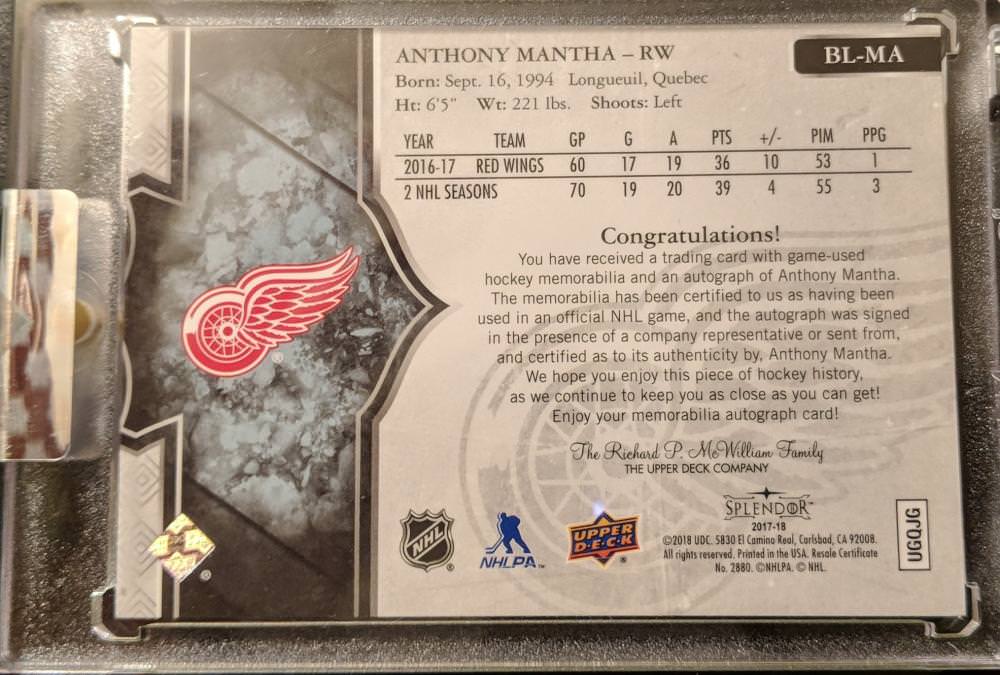 ANTHONY MANTHA – RW
BL-MA
Born: Sept. 16, 1994 Longueuil, Quebec
Ht: 6'5" Wt: 221 lbs. Shoots: Left
YEAR TEAM GP G A PTS +/- PIM PPG
2016-17 RED WINGS 60 17 19 36 10 53 1
2 NHL SEASONS 70 19 20 39 4 55 3
Congratulations!
You have received a trading card with game-used
hockey memorabilia and an autograph of Anthony Mantha.
The memorabilia has been certified to us as having been
used in an official NHL game, and the autograph was signed
in the presence of a company representative or sent from,
and certified as to its authenticity by, Anthony Mantha.
We hope you enjoy this piece of hockey history,
as we continue to keep you as close as you can get!
Enjoy your memorabilia autograph card!
The Richard P. McWilliam Family
THE UPPER DECK COMPANY
SPLENDOR™
2017-18
NHL ®
NHLPA™
UPPER DECK ®
©2018 UDC. 5830 El Camino Real, Carlsbad, CA 92008.
All rights reserved. Printed in the USA. Resale Certificate
No. 2880. ©NHLPA. © NHL.
UGQJG